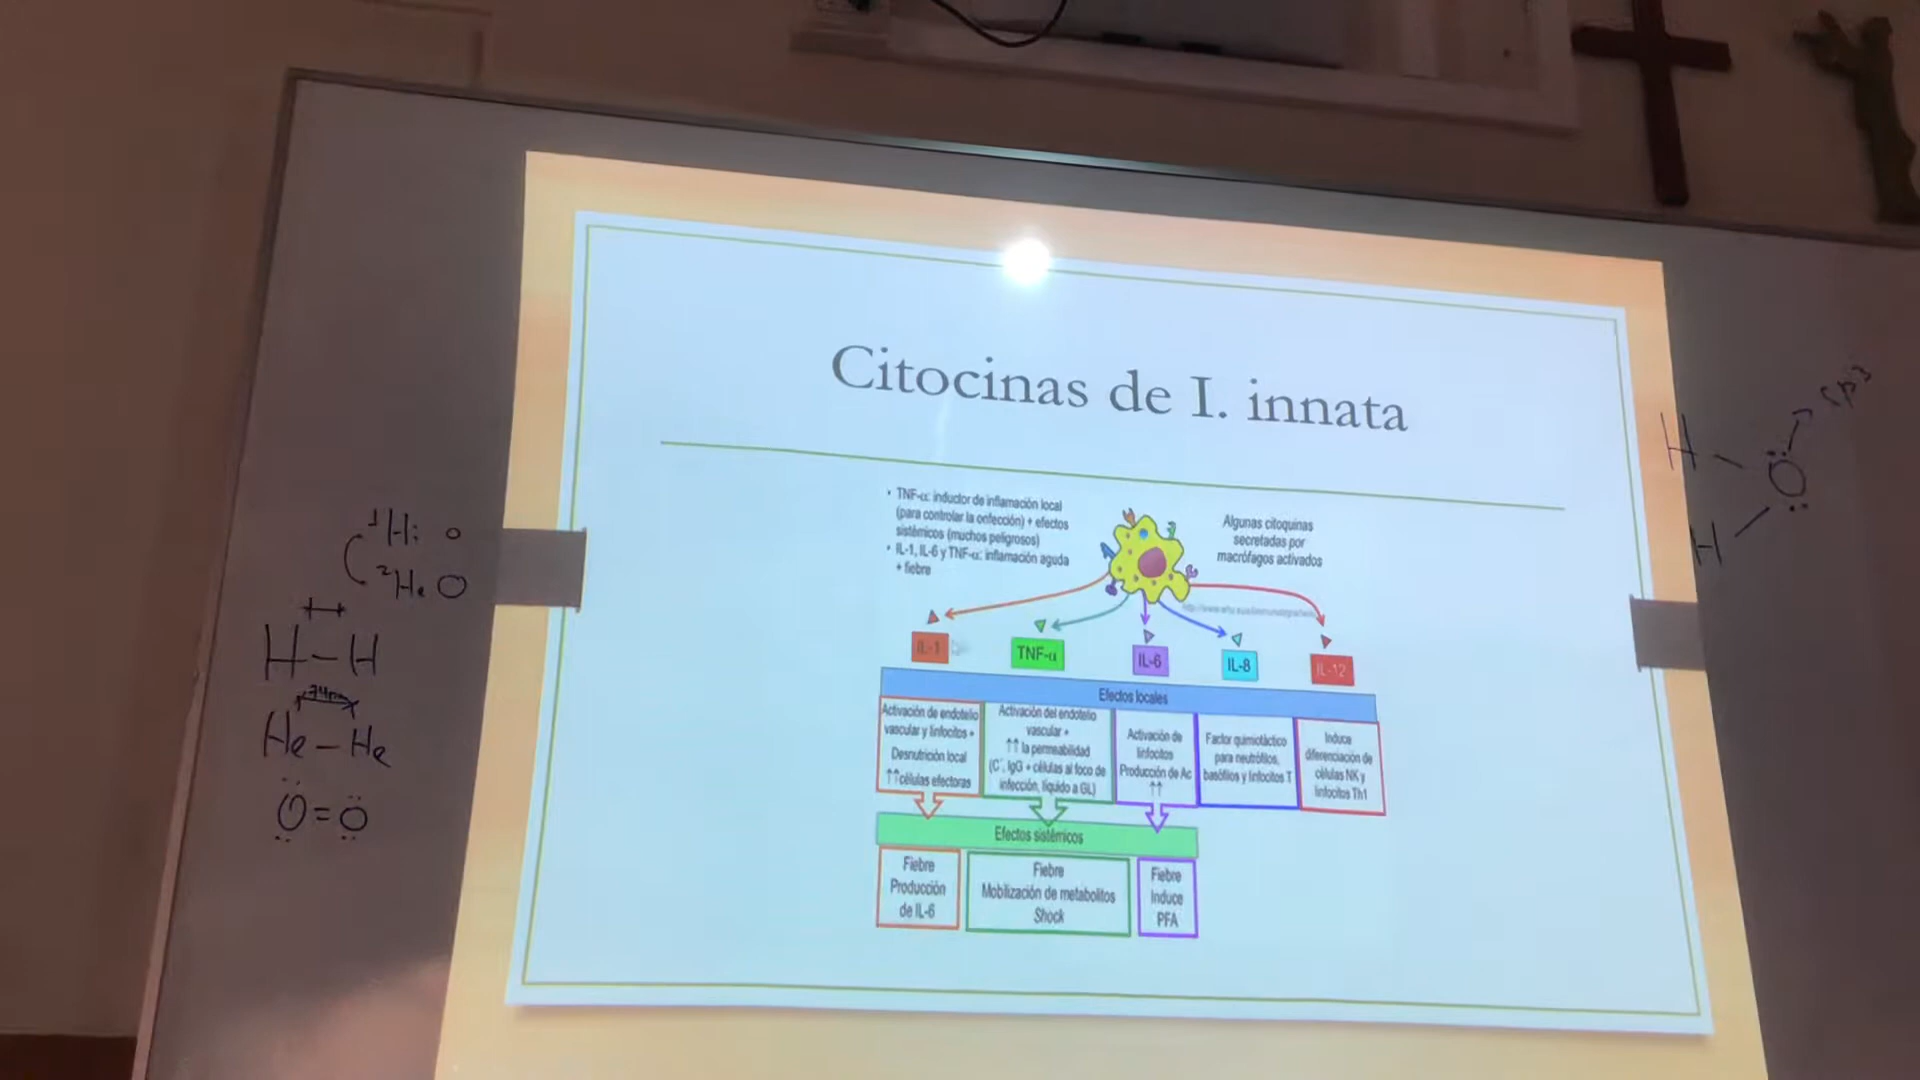 Citocinas de I. innata
• TNF-α: inductor de inflamación local
(para controlar la onfección) + efectos
sistémicos (muchos peligrosos)
• IL-1, IL-6 y TNF-α: inflamación aguda
+ fiebre
Algunas citoquinas
secretadas por
macrófagos activados
IL-1
TNF-α
IL-6
IL-8
IL-12
Efectos locales
Activación de endotelio
vascular y linfocitos +
Desnutrición local
↑↑células efectoras
Activación del endotelio
vascular +
↑↑ la permeabilidad
(C', IgG + células al foco de
infección, líquido a GL)
Activación de
linfocitos
Producción de Ac
↑↑
Factor quimiotáctico
para neutrófilos,
basófilos y linfocitos T
Induce
diferenciación de
células NK y
linfocitos Th1
Efectos sistémicos
Fiebre
Producción
de IL-6
Fiebre
Mobilización de metabolitos
Shock
Fiebre
Induce
PFA
¹H:
²He
H–H
He–He
O=O
H
O
H
sp3